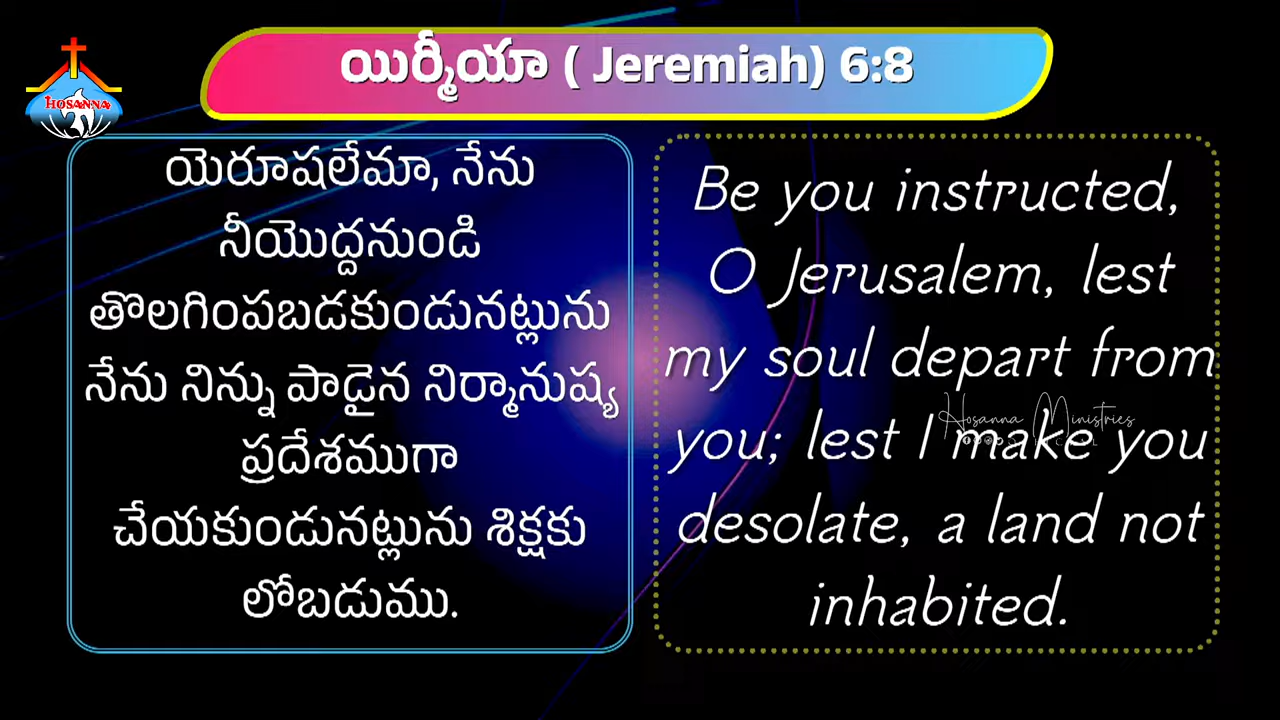 యిర్మీయా ( Jeremiah) 6:8
HOSANNA
యెరూషలేమా, నేను
నీయొద్దనుండి
తొలగింపబడకుండునట్లును
నేను నిన్ను పాడైన నిర్మానుష్య
ప్రదేశముగా
చేయకుండునట్లును శిక్షకు
లోబడుము.
Be you instructed,
O Jerusalem, lest
my soul depart from
you; lest I make you
desolate, a land not
inhabited.
Hosanna Ministries